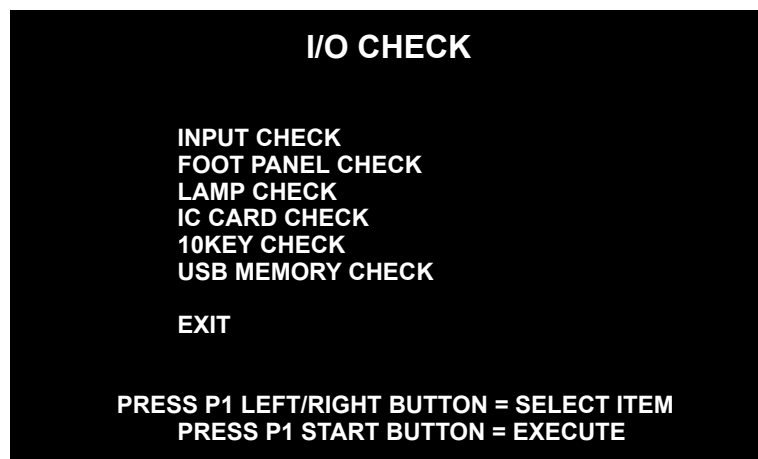 I/O CHECK
INPUT CHECK
FOOT PANEL CHECK
LAMP CHECK
IC CARD CHECK
10KEY CHECK
USB MEMORY CHECK
EXIT
PRESS P1 LEFT/RIGHT BUTTON = SELECT ITEM
PRESS P1 START BUTTON = EXECUTE